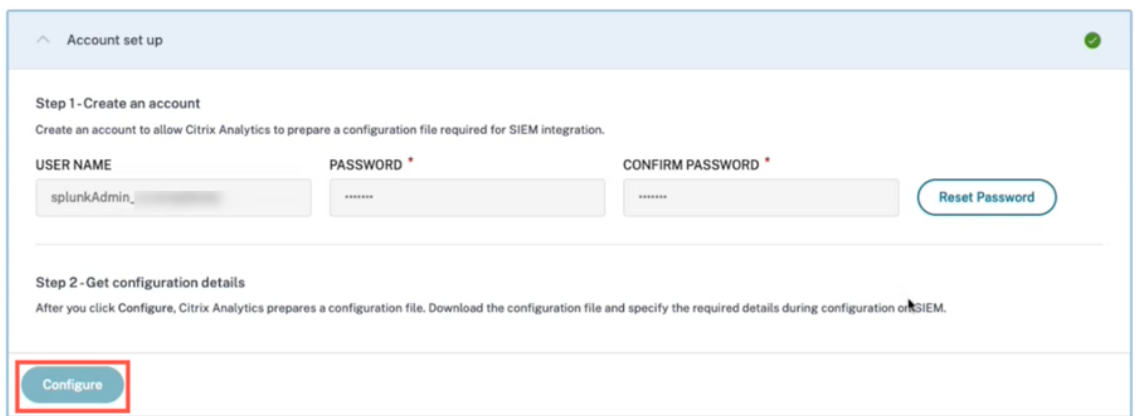 Account set up
Step 1 - Create an account
Create an account to allow Citrix Analytics to prepare a configuration file required for SIEM integration.
USER NAME PASSWORD * CONFIRM PASSWORD *
splunkAdmin_ ••••••• ••••••• Reset Password
Step 2 - Get configuration details
After you click Configure, Citrix Analytics prepares a configuration file. Download the configuration file and specify the required details during configuration on SIEM.
Configure